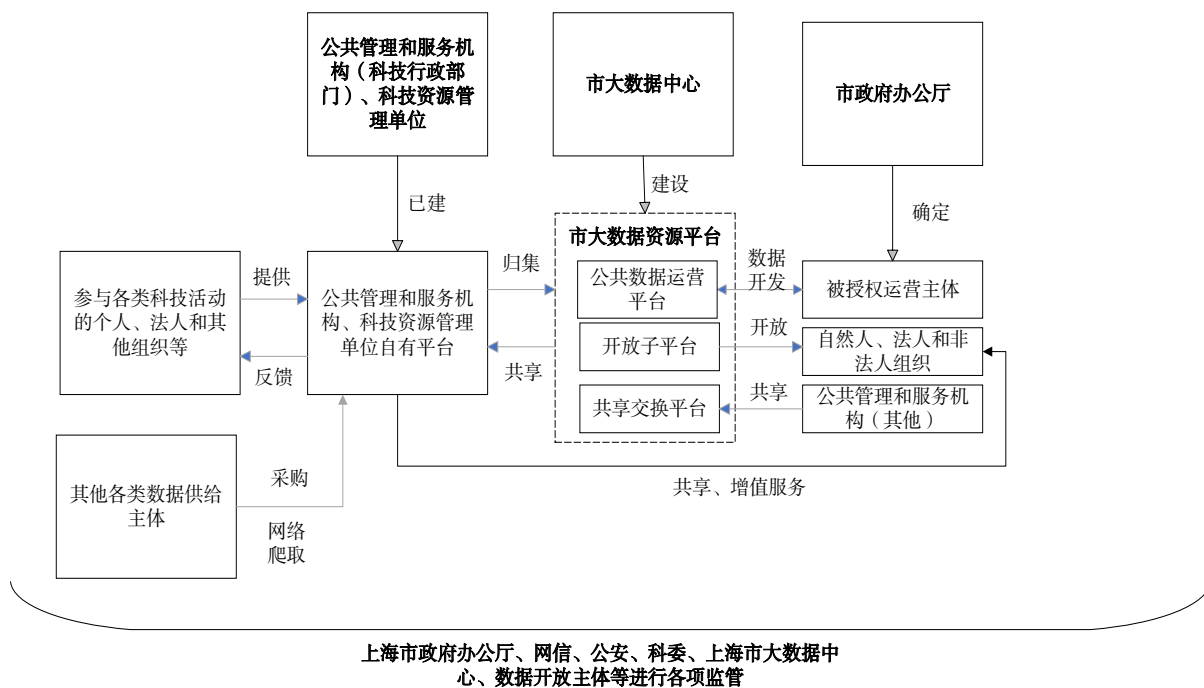 公共管理和服务机
构（科技行政部
门）、科技资源管
理单位
市大数据中心
市政府办公厅
已建
建设
确定
参与各类科技活动
的个人、法人和其
他组织等
提供
反馈
公共管理和服务机
构、科技资源管理
单位自有平台
归集
共享
市大数据资源平台
公共数据运营
平台
开放子平台
共享交换平台
数据
开发
开放
共享
被授权运营主体
自然人、法人和非
法人组织
公共管理和服务机
构（其他）
其他各类数据供给
主体
采购
网络
爬取
共享、增值服务
上海市政府办公厅、网信、公安、科委、上海市大数据中
心、数据开放主体等进行各项监管